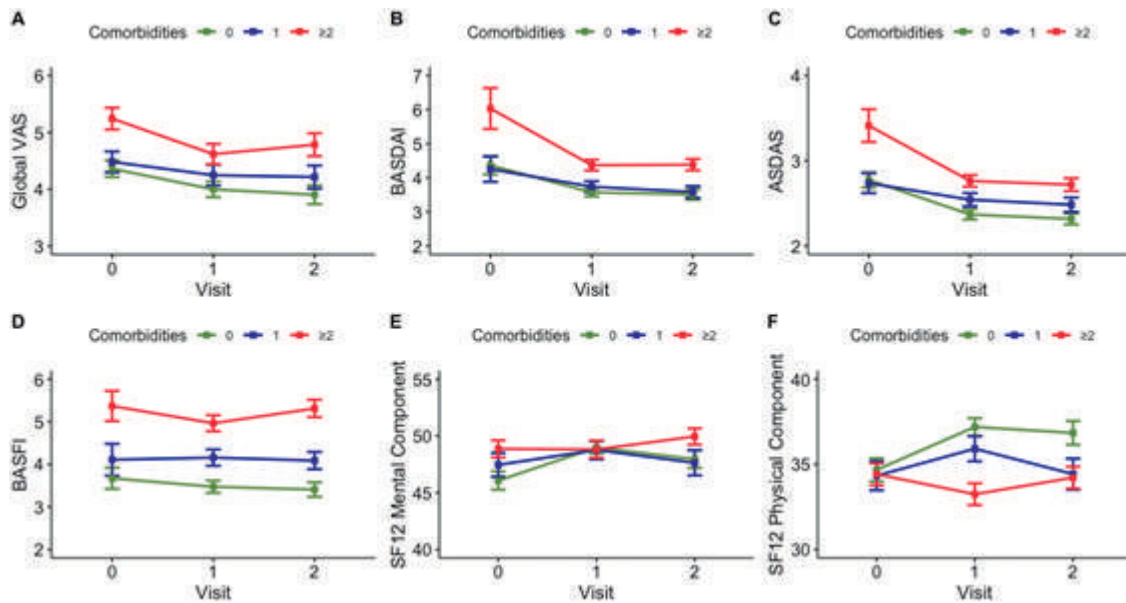 A
Comorbidities 0 1 ≥2
Global VAS
6
5
4
3
0 1 2
Visit
B
Comorbidities 0 1 ≥2
BASDAI
7
6
5
4
3
2
0 1 2
Visit
C
Comorbidities 0 1 ≥2
ASDAS
4
3
2
0 1 2
Visit
D
Comorbidities 0 1 ≥2
BASFI
6
5
4
3
2
0 1 2
Visit
E
Comorbidities 0 1 ≥2
SF12 Mental Component
55
50
45
40
0 1 2
Visit
F
Comorbidities 0 1 ≥2
SF12 Physical Component
40
35
30
0 1 2
Visit